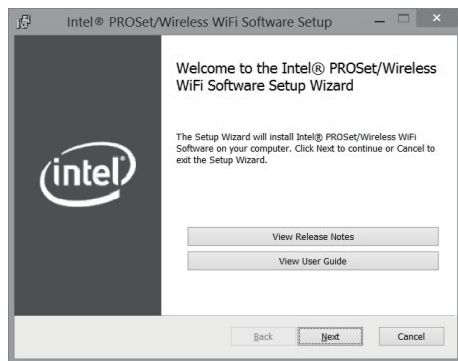 Intel® PROSet/Wireless WiFi Software Setup
Welcome to the Intel® PROSet/Wireless
WiFi Software Setup Wizard
The Setup Wizard will install Intel® PROSet/Wireless WiFi
Software on your computer. Click Next to continue or Cancel to
exit the Setup Wizard.
(intel)
View Release Notes
View User Guide
Back
Next
Cancel